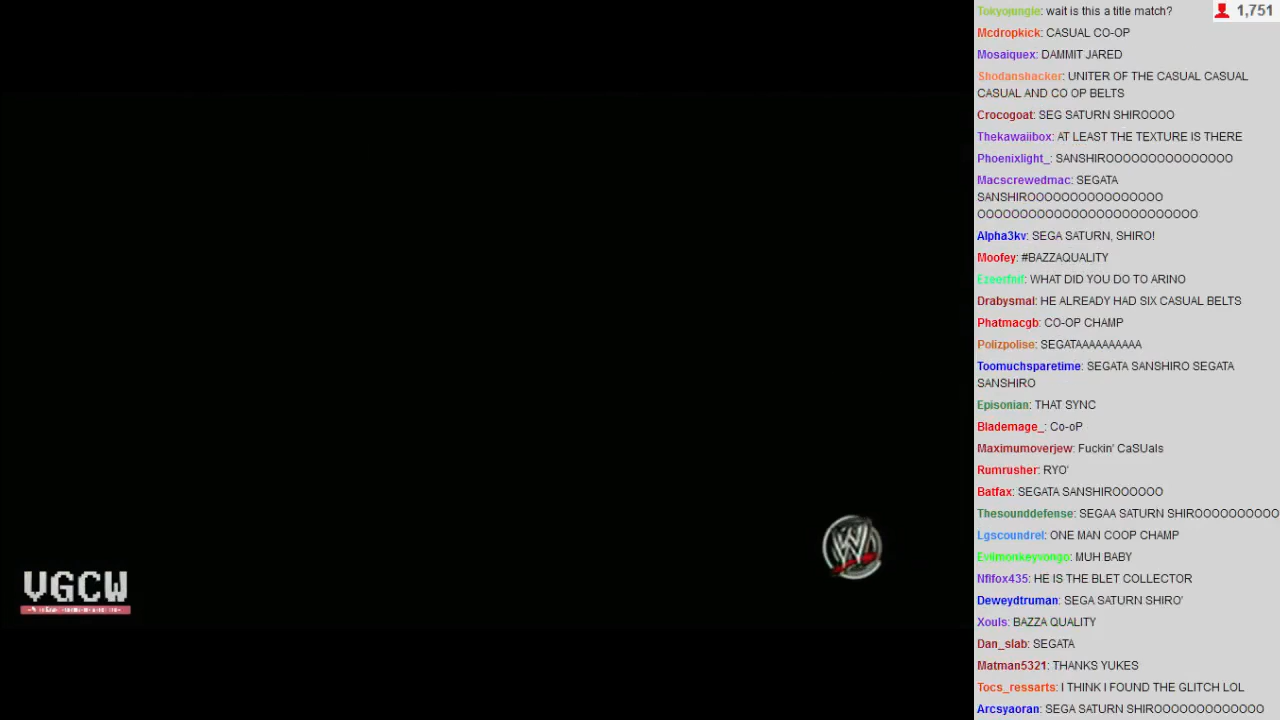 Tokyojungle: wait is this a title match?
1,751
Mcdropkick: CASUAL CO-OP
Mosaiquex: DAMMIT JARED
Shodanshacker: UNITER OF THE CASUAL CASUAL
CASUAL AND CO OP BELTS
Crocogoat: SEG SATURN SHIROOOO
Thekawaiibox: AT LEAST THE TEXTURE IS THERE
Phoenixlight_: SANSHIROOOOOOOOOOOOOOO
Macscrewedmac: SEGATA
SANSHIROOOOOOOOOOOOOOOO
OOOOOOOOOOOOOOOOOOOOOOOOOO
Alpha3kv: SEGA SATURN, SHIRO!
Moofey: #BAZZAQUALITY
Ezeerfnif: WHAT DID YOU DO TO ARINO
Drabysmal: HE ALREADY HAD SIX CASUAL BELTS
Phatmacgb: CO-OP CHAMP
Polizpolise: SEGATAAAAAAAAAA
Toomuchsparetime: SEGATA SANSHIRO SEGATA
SANSHIRO
Episonian: THAT SYNC
Blademage_: Co-oP
Maximumoverjew: Fuckin' CaSUals
Rumrusher: RYO'
Batfax: SEGATA SANSHIROOOOOO
Thesounddefense: SEGAA SATURN SHIROOOOOOOOOO
Lgscoundrel: ONE MAN COOP CHAMP
Evilmonkeyvongo: MUH BABY
Nflfox435: HE IS THE BLET COLLECTOR
Deweydtruman: SEGA SATURN SHIRO'
Xouls: BAZZA QUALITY
Dan_slab: SEGATA
Matman5321: THANKS YUKES
Tocs_ressarts: I THINK I FOUND THE GLITCH LOL
Arcsyaoran: SEGA SATURN SHIROOOOOOOOOOOOO
W
VGCW